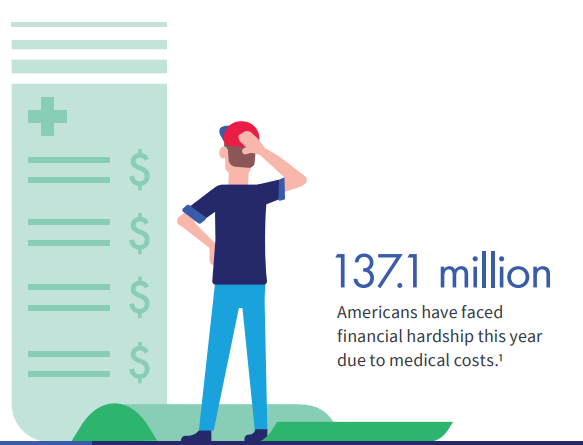 $
$
$
$
137.1 million
Americans have faced
financial hardship this year
due to medical costs.¹